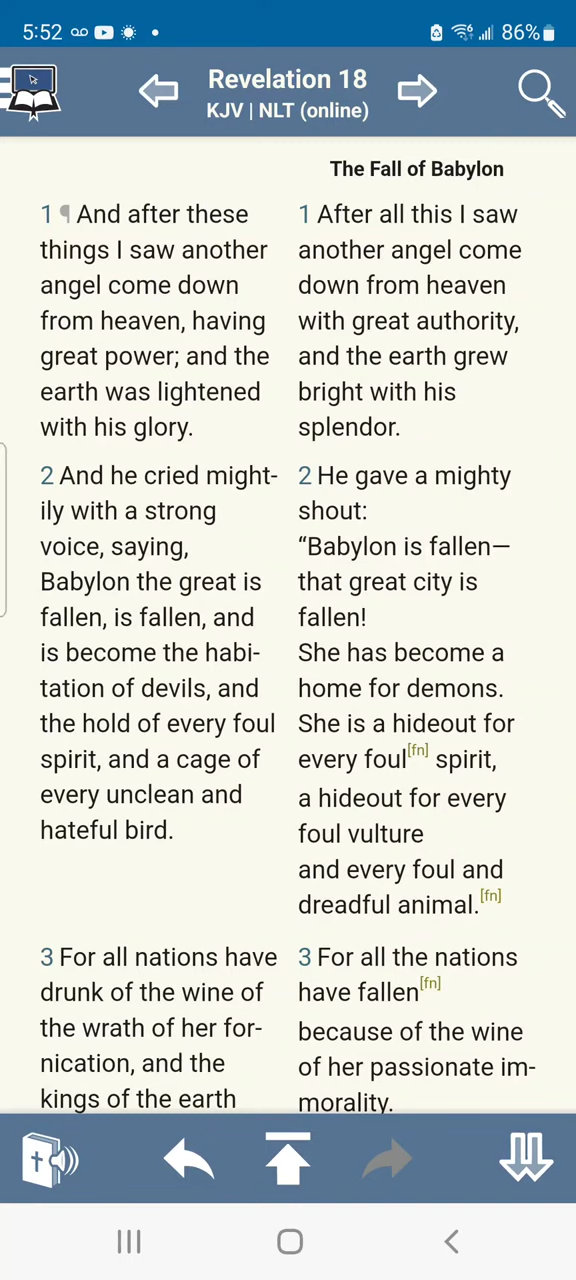 5:52
86%
Revelation 18
KJV | NLT (online)
1 ¶ And after these
things I saw another
angel come down
from heaven, having
great power; and the
earth was lightened
with his glory.
2 And he cried might-
ily with a strong
voice, saying,
Babylon the great is
fallen, is fallen, and
is become the habi-
tation of devils, and
the hold of every foul
spirit, and a cage of
every unclean and
hateful bird.
3 For all nations have
drunk of the wine of
the wrath of her for-
nication, and the
kings of the earth
The Fall of Babylon
1 After all this I saw
another angel come
down from heaven
with great authority,
and the earth grew
bright with his
splendor.
2 He gave a mighty
shout:
“Babylon is fallen—
that great city is
fallen!
She has become a
home for demons.
She is a hideout for
every foul[fn] spirit,
a hideout for every
foul vulture
and every foul and
dreadful animal.[fn]
3 For all the nations
have fallen[fn]
because of the wine
of her passionate im-
morality.